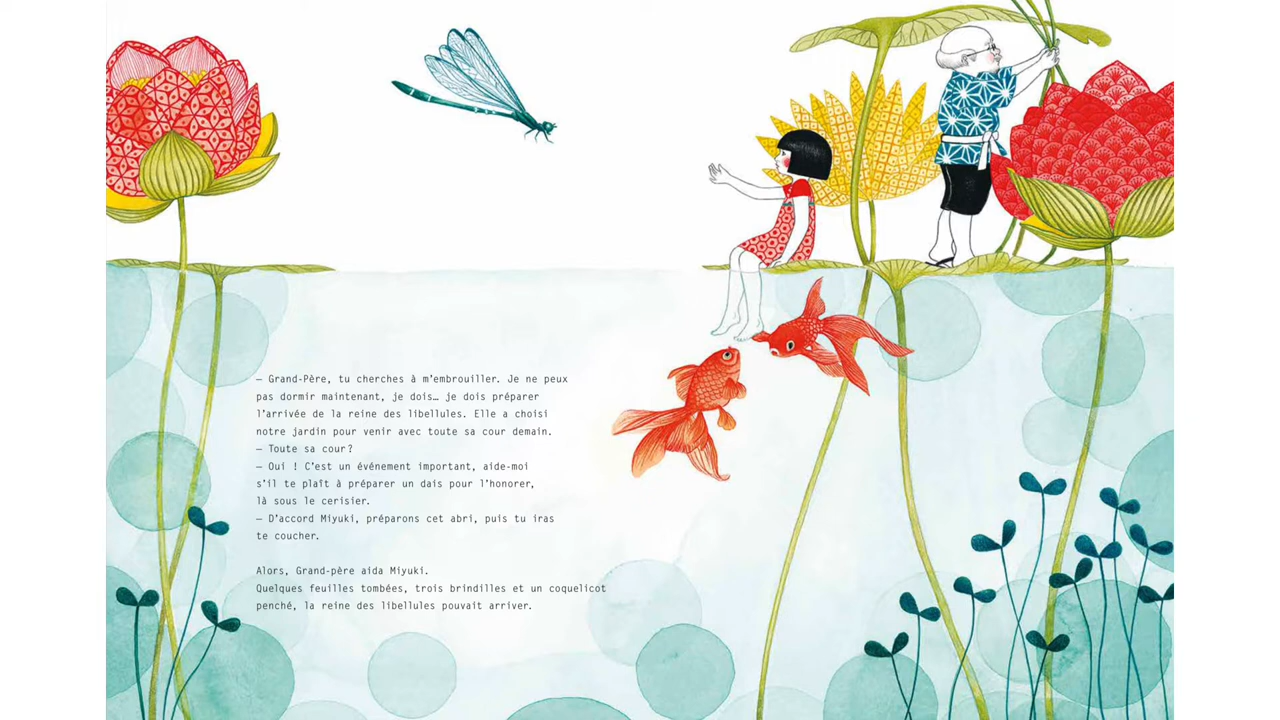 — Grand-Père, tu cherches à m'embrouiller. Je ne peux
pas dormir maintenant, je dois… je dois préparer
l'arrivée de la reine des libellules. Elle a choisi
notre jardin pour venir avec toute sa cour demain.
— Toute sa cour ?
— Oui ! C'est un événement important, aide-moi
s'il te plaît à préparer un dais pour l'honorer,
là sous le cerisier.
— D'accord Miyuki, préparons cet abri, puis tu iras
te coucher.
Alors, Grand-père aida Miyuki.
Quelques feuilles tombées, trois brindilles et un coquelicot
penché, la reine des libellules pouvait arriver.